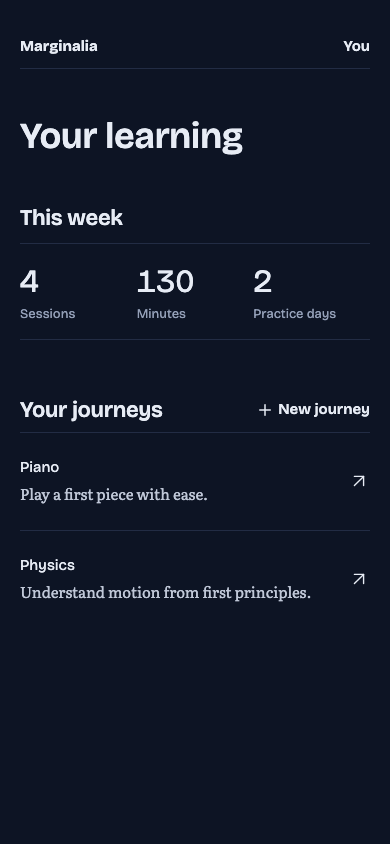 Marginalia
You
Your learning
This week
4
130
2
Sessions
Minutes
Practice days
Your journeys
+ New journey
Piano
Play a first piece with ease.
Physics
Understand motion from first principles.